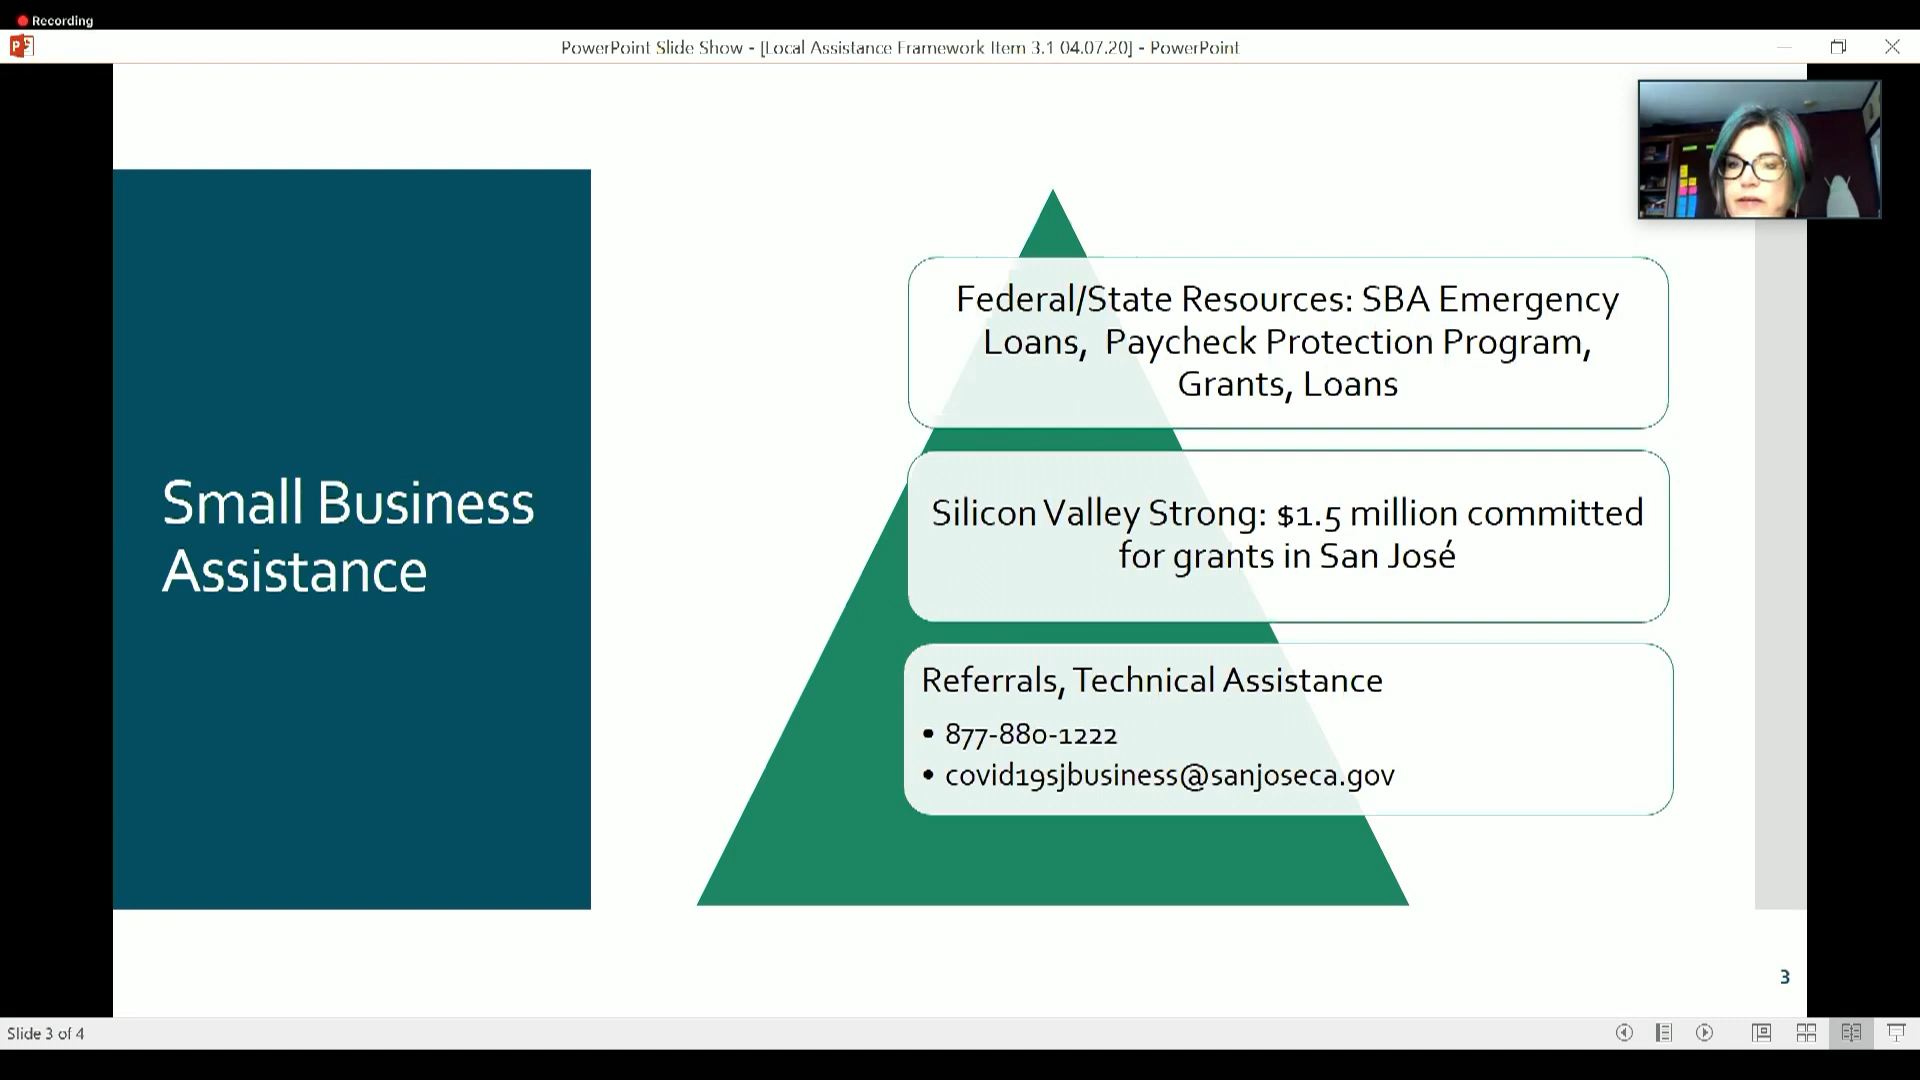 Recording
PowerPoint Slide Show - [Local Assistance Framework Item 3.1 04.07.20] - PowerPoint
Small Business
Assistance
Federal/State Resources: SBA Emergency
Loans, Paycheck Protection Program,
Grants, Loans
Silicon Valley Strong: $1.5 million committed
for grants in San José
Referrals, Technical Assistance
• 877-880-1222
• covid19sjbusiness@sanjoseca.gov
3
Slide 3 of 4